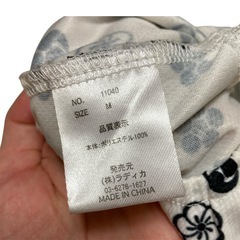 NO. 11040
SIZE M
品質表示
本体:ポリエステル100%
発売元
(株)ラディカ
03-6276-1627
MADE IN CHINA